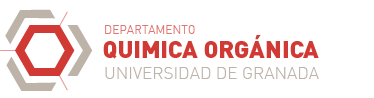 DEPARTAMENTO
QUIMICA ORGÁNICA
UNIVERSIDAD DE GRANADA